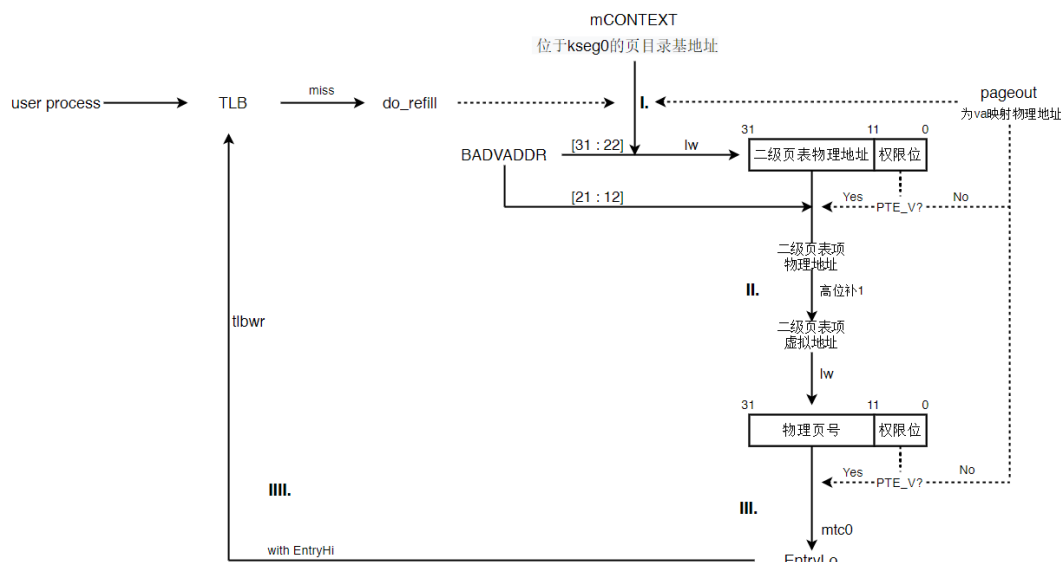 mCONTEXT
位于kseg0的页目录基地址
user process
TLB
miss
do_refill
I.
pageout
为va映射物理地址
31
11
0
BADVADDR
[31 : 22]
lw
二级页表物理地址
权限位
[21 : 12]
Yes
PTE_V?
No
二级页表项
物理地址
II.
高位补1
二级页表项
虚拟地址
tlbwr
lw
31
11
0
物理页号
权限位
Yes
PTE_V?
No
IIII.
III.
mtc0
with EntryHi
EntryLo